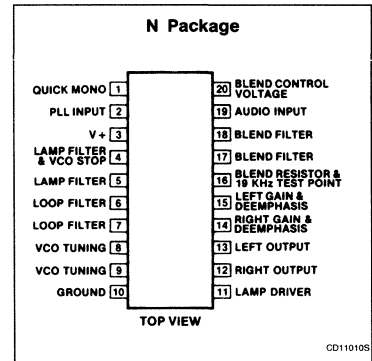 N Package
QUICK MONO 1
PLL INPUT 2
V+ 3
LAMP FILTER
& VCO STOP 4
LAMP FILTER 5
LOOP FILTER 6
LOOP FILTER 7
VCO TUNING 8
VCO TUNING 9
GROUND 10
20 BLEND CONTROL
VOLTAGE
19 AUDIO INPUT
18 BLEND FILTER
17 BLEND FILTER
16 BLEND RESISTOR &
19 KHz TEST POINT
15 LEFT GAIN &
DEEMPHASIS
14 RIGHT GAIN &
DEEMPHASIS
13 LEFT OUTPUT
12 RIGHT OUTPUT
11 LAMP DRIVER
TOP VIEW
CD11010S